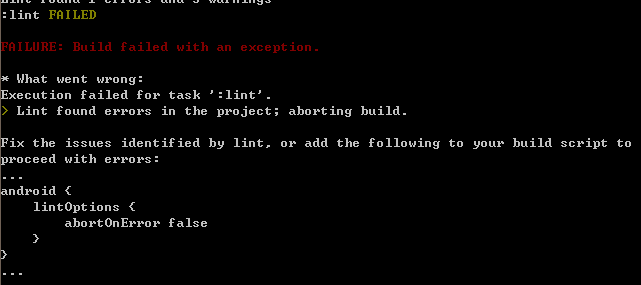 Lint found 1 errors and 3 warnings
:lint FAILED
FAILURE: Build failed with an exception.
* What went wrong:
Execution failed for task ':lint'.
> Lint found errors in the project; aborting build.
Fix the issues identified by lint, or add the following to your build script to
proceed with errors:
...
android {
lintOptions {
abortOnError false
}
}
...